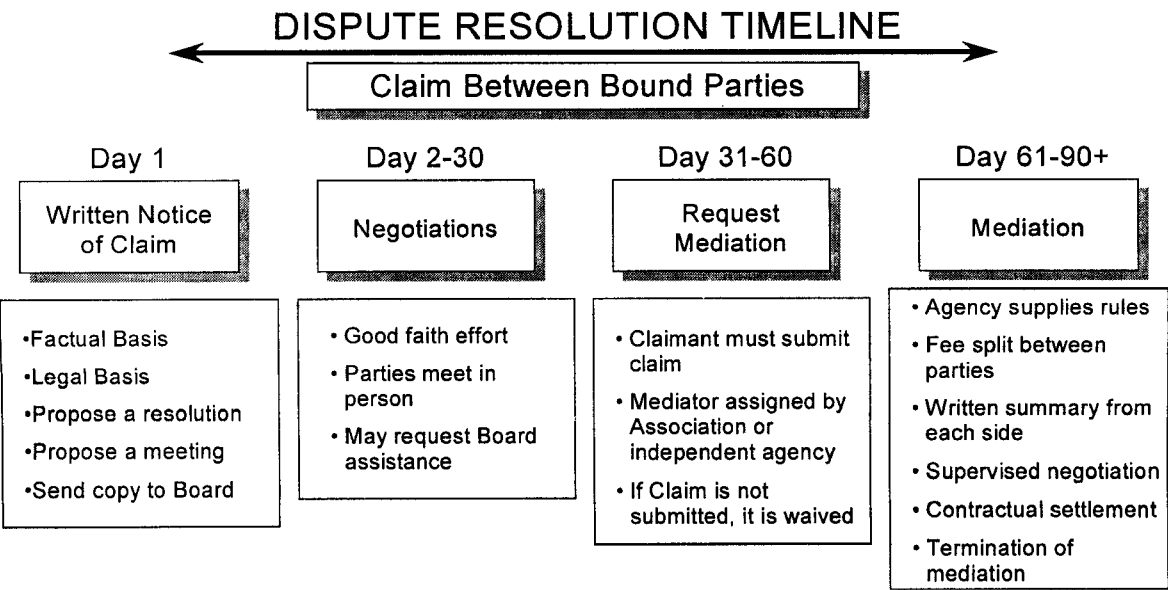 DISPUTE RESOLUTION TIMELINE
Claim Between Bound Parties
Day 1
Written Notice
of Claim
•Factual Basis
•Legal Basis
•Propose a resolution
•Propose a meeting
•Send copy to Board
Day 2-30
Negotiations
• Good faith effort
• Parties meet in
person
• May request Board
assistance
Day 31-60
Request
Mediation
• Claimant must submit
claim
• Mediator assigned by
Association or
independent agency
• If Claim is not
submitted, it is waived
Day 61-90+
Mediation
• Agency supplies rules
• Fee split between
parties
• Written summary from
each side
• Supervised negotiation
• Contractual settlement
• Termination of
mediation